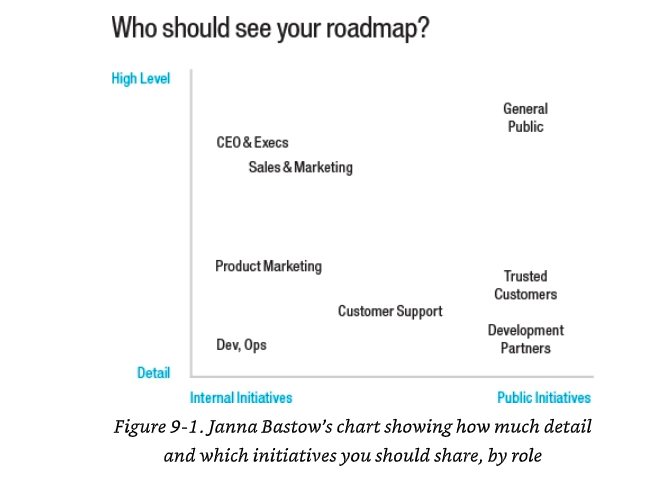 Who should see your roadmap?
High Level
General
Public
CEO & Execs
Sales & Marketing
Product Marketing
Trusted
Customers
Customer Support
Development
Partners
Dev, Ops
Detail
Internal Initiatives
Public Initiatives
Figure 9-1. Janna Bastow’s chart showing how much detail
and which initiatives you should share, by role